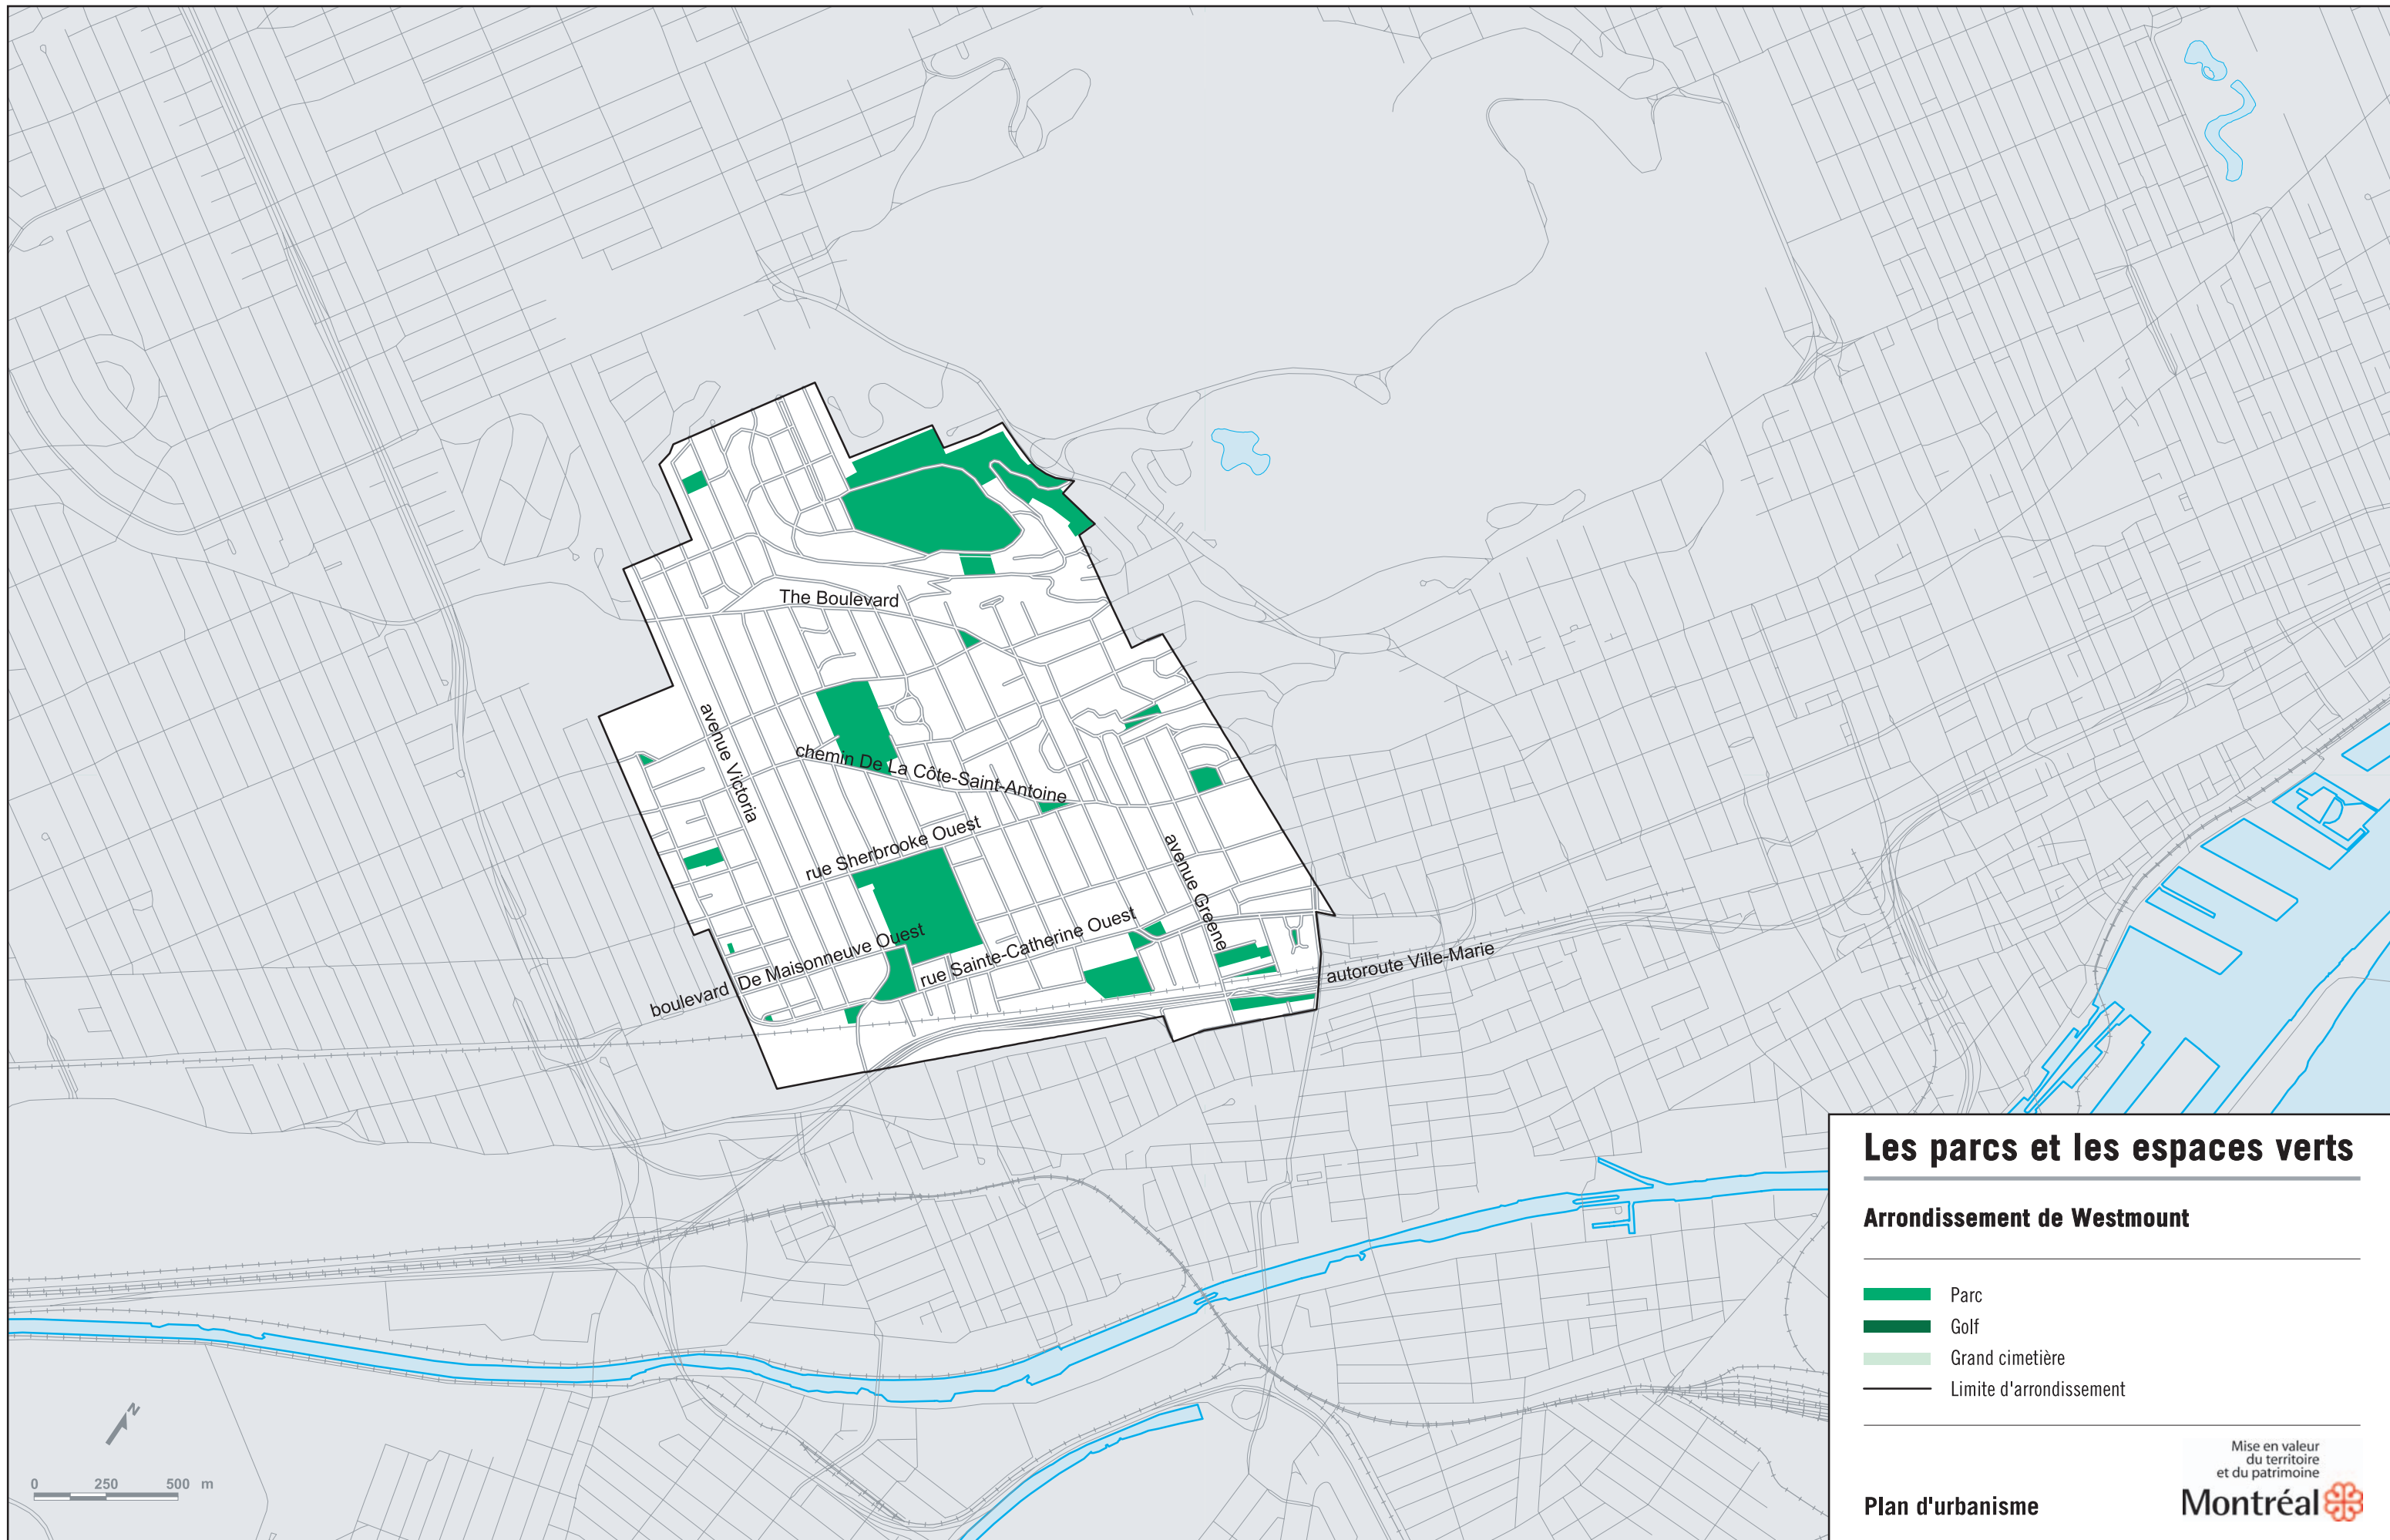 The Boulevard
avenue Victoria
chemin De La Côte-Saint-Antoine
rue Sherbrooke Ouest
avenue Greene
boulevard De Maisonneuve Ouest
rue Sainte-Catherine Ouest
autoroute Ville-Marie
N
0 250 500 m
Les parcs et les espaces verts
Arrondissement de Westmount
Parc
Golf
Grand cimetière
Limite d'arrondissement
Mise en valeur
du territoire
et du patrimoine
Plan d'urbanisme
Montréal